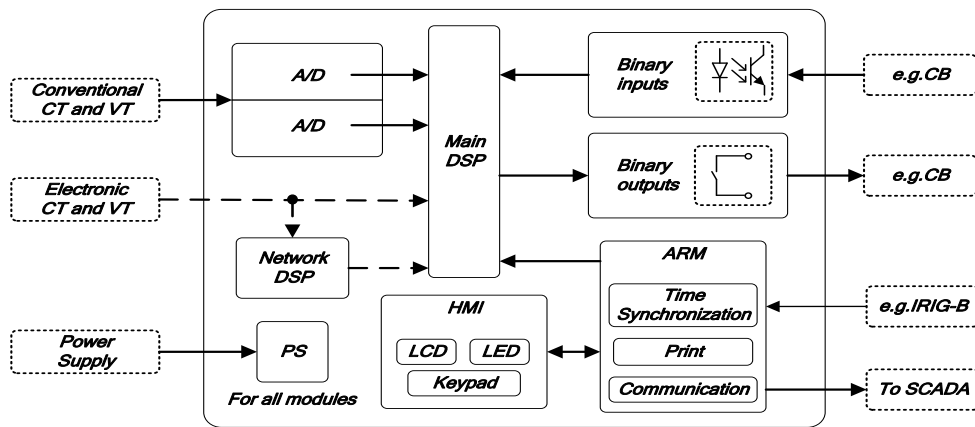 Conventional
CT and VT
Electronic
CT and VT
Power
Supply
A/D
A/D
Network
DSP
PS
For all modules
Main
DSP
Binary
inputs
Binary
outputs
HMI
LCD
LED
Keypad
ARM
Time
Synchronization
Print
Communication
e.g.CB
e.g.CB
e.g.IRIG-B
To SCADA